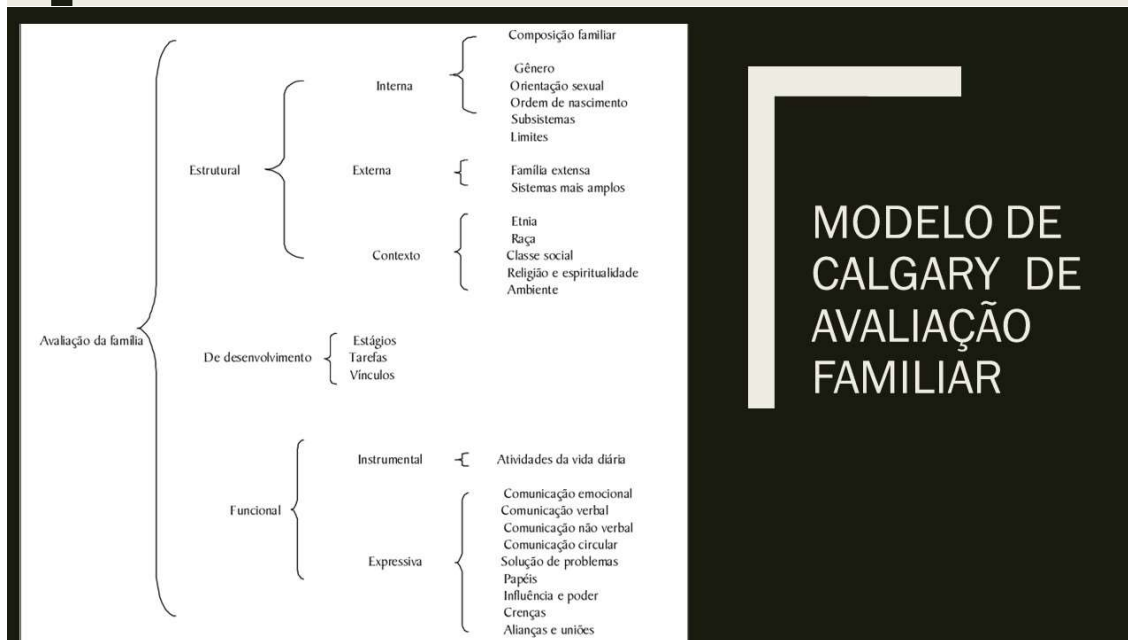 Avaliação da família
Estrutural
Interna
Composição familiar
Gênero
Orientação sexual
Ordem de nascimento
Subsistemas
Limites
Externa
Família extensa
Sistemas mais amplos
Contexto
Etnia
Raça
Classe social
Religião e espiritualidade
Ambiente
De desenvolvimento
Estágios
Tarefas
Vínculos
Funcional
Instrumental
Atividades da vida diária
Expressiva
Comunicação emocional
Comunicação verbal
Comunicação não verbal
Comunicação circular
Solução de problemas
Papéis
Influência e poder
Crenças
Alianças e uniões
MODELO DE
CALGARY DE
AVALIAÇÃO
FAMILIAR